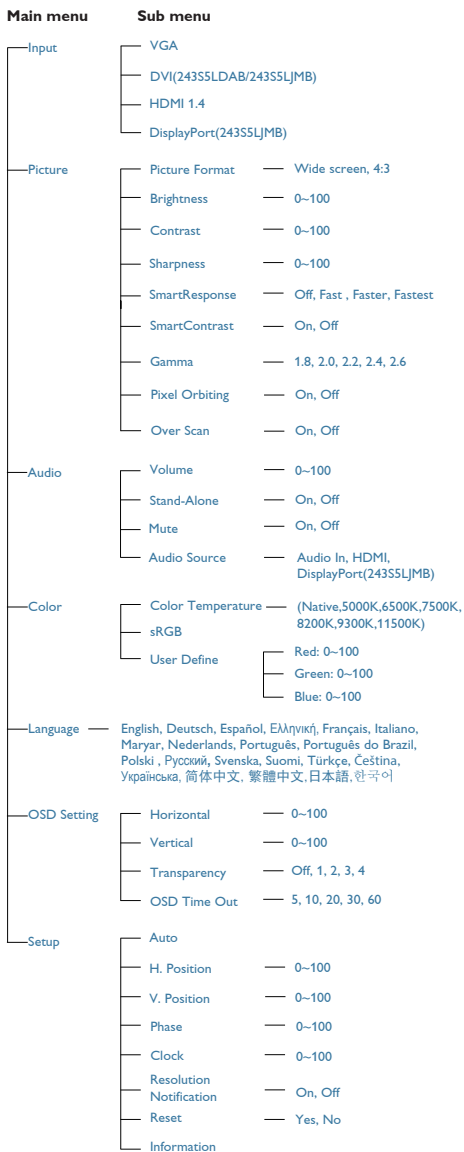 Main menu Sub menu
Input
VGA
DVI(243S5LDAB/243S5LJMB)
HDMI 1.4
DisplayPort(243S5LJMB)
Picture
Picture Format Wide screen, 4:3
Brightness 0~100
Contrast 0~100
Sharpness 0~100
SmartResponse Off, Fast , Faster, Fastest
SmartContrast On, Off
Gamma 1.8, 2.0, 2.2, 2.4, 2.6
Pixel Orbiting On, Off
Over Scan On, Off
Audio
Volume 0~100
Stand-Alone On, Off
Mute On, Off
Audio Source Audio In, HDMI,
DisplayPort(243S5LJMB)
Color
Color Temperature (Native,5000K,6500K,7500K,
8200K,9300K,11500K)
sRGB
User Define Red: 0~100
Green: 0~100
Blue: 0~100
Language English, Deutsch, Español, Ελληνική, Français, Italiano,
Maryar, Nederlands, Português, Português do Brazil,
Polski , Русский, Svenska, Suomi, Türkçe, Čeština,
Українська, 简体中文, 繁體中文,日本語,한국어
OSD Setting
Horizontal 0~100
Vertical 0~100
Transparency Off, 1, 2, 3, 4
OSD Time Out 5, 10, 20, 30, 60
Setup
Auto
H. Position 0~100
V. Position 0~100
Phase 0~100
Clock 0~100
Resolution
Notification On, Off
Reset Yes, No
Information